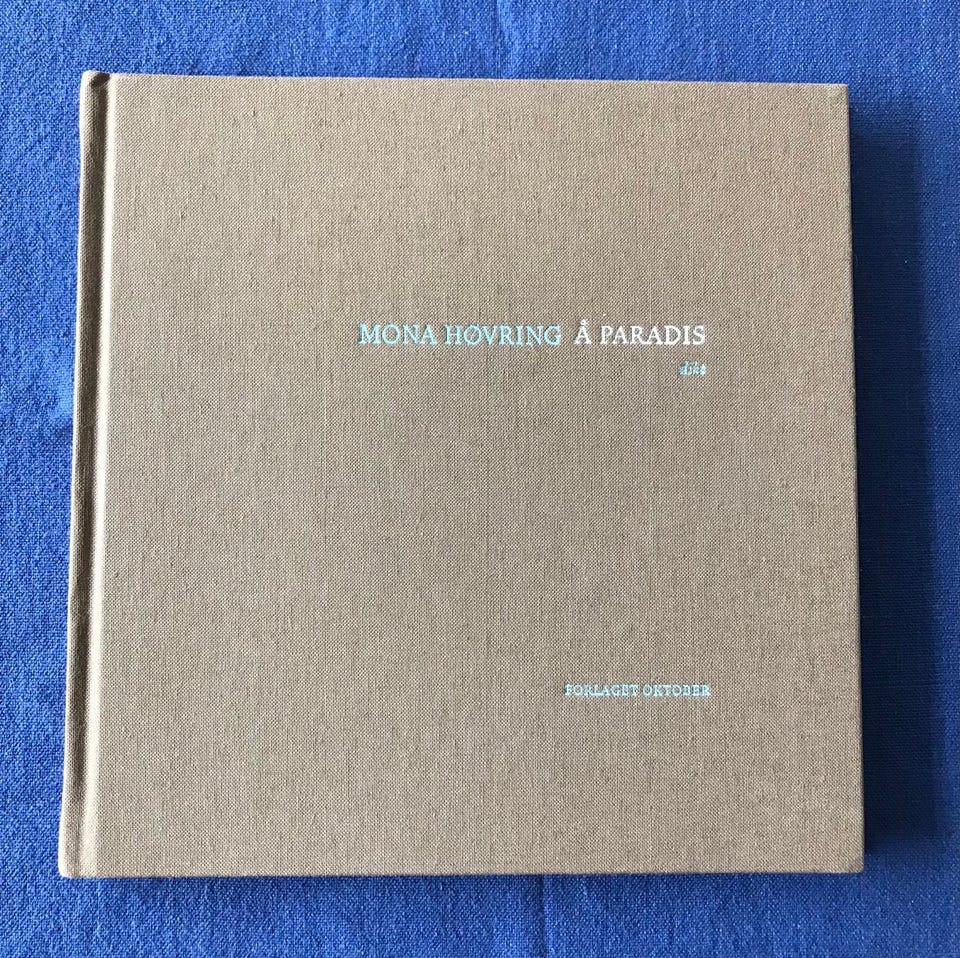 MONA HØVRING Å PARADIS
dikt
FORLAGET OKTOBER